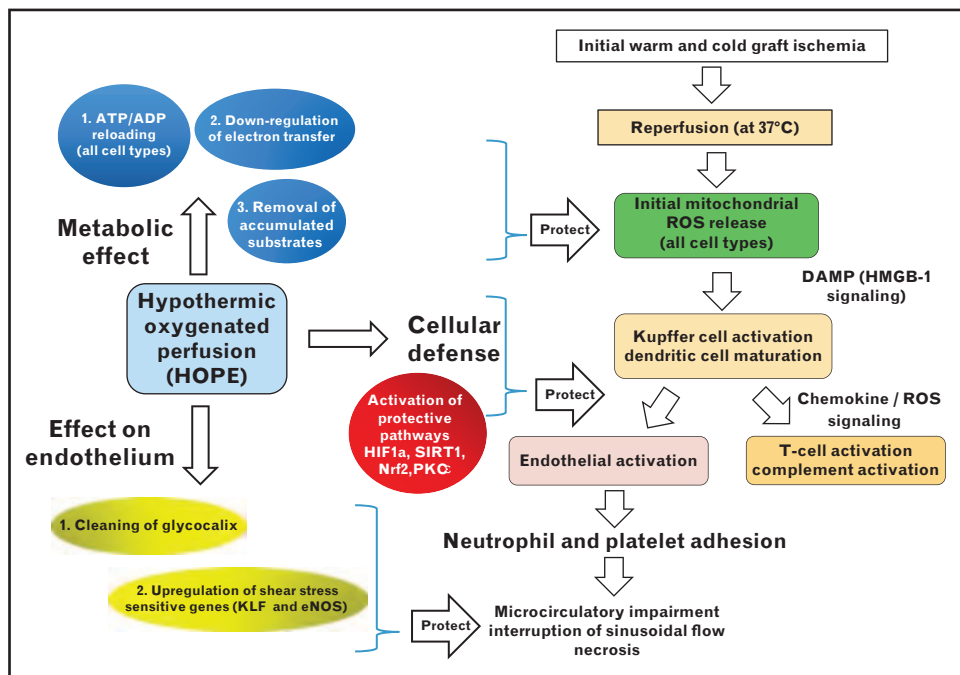 Initial warm and cold graft ischemia
Reperfusion (at 37°C)
Initial mitochondrial
ROS release
(all cell types)
DAMP (HMGB-1
signaling)
Kupffer cell activation
dendritic cell maturation
Chemokine / ROS
signaling
Endothelial activation
T-cell activation
complement activation
Neutrophil and platelet adhesion
Microcirculatory impairment
interruption of sinusoidal flow
necrosis
1. ATP/ADP
reloading
(all cell types)
2. Down-regulation
of electron transfer
3. Removal of
accumulated
substrates
Metabolic
effect
Protect
Hypothermic
oxygenated
perfusion
(HOPE)
Cellular
defense
Activation of
protective
pathways
HIF1a, SIRT1,
Nrf2,PKC
Protect
Effect on
endothelium
1. Cleaning of glycocalix
2. Upregulation of shear stress
sensitive genes (KLF and eNOS)
Protect